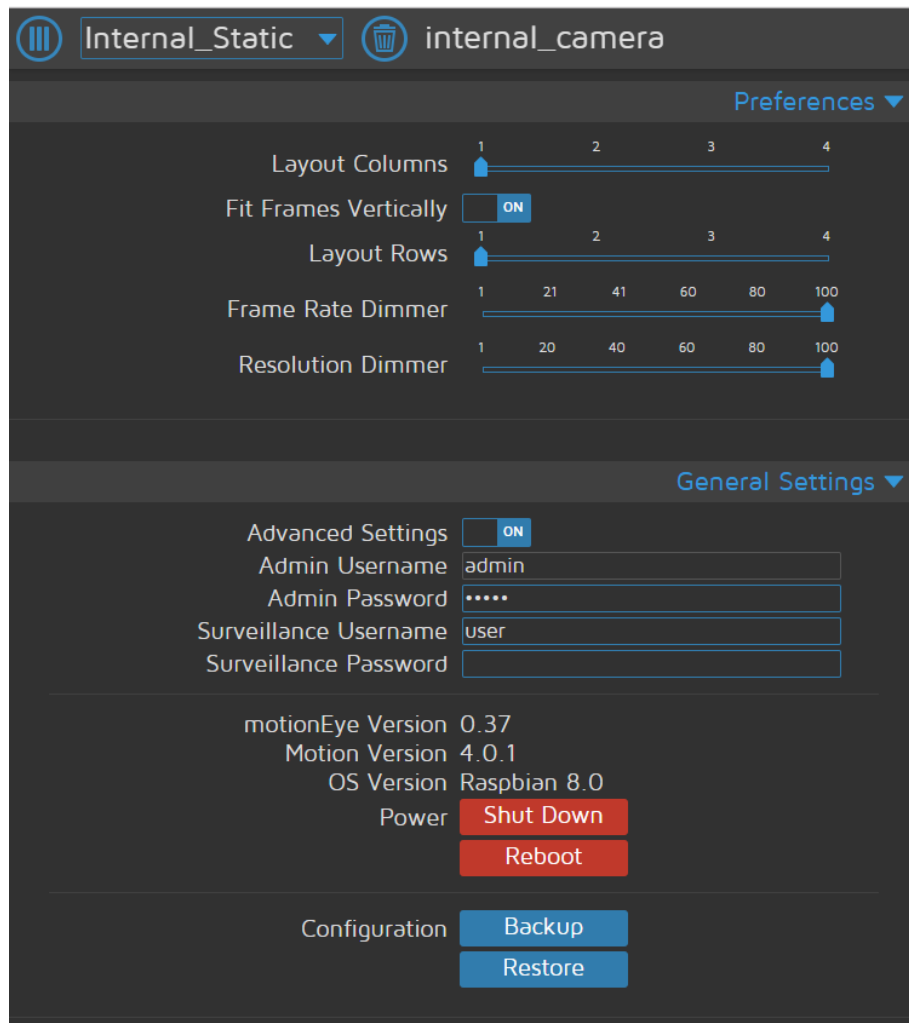 Internal_Static internal_camera
Preferences
Layout Columns 1 2 3 4
Fit Frames Vertically ON
Layout Rows 1 2 3 4
Frame Rate Dimmer 1 21 41 60 80 100
Resolution Dimmer 1 20 40 60 80 100
General Settings
Advanced Settings ON
Admin Username admin
Admin Password •••••
Surveillance Username user
Surveillance Password
motionEye Version 0.37
Motion Version 4.0.1
OS Version Raspbian 8.0
Power Shut Down
Reboot
Configuration Backup
Restore